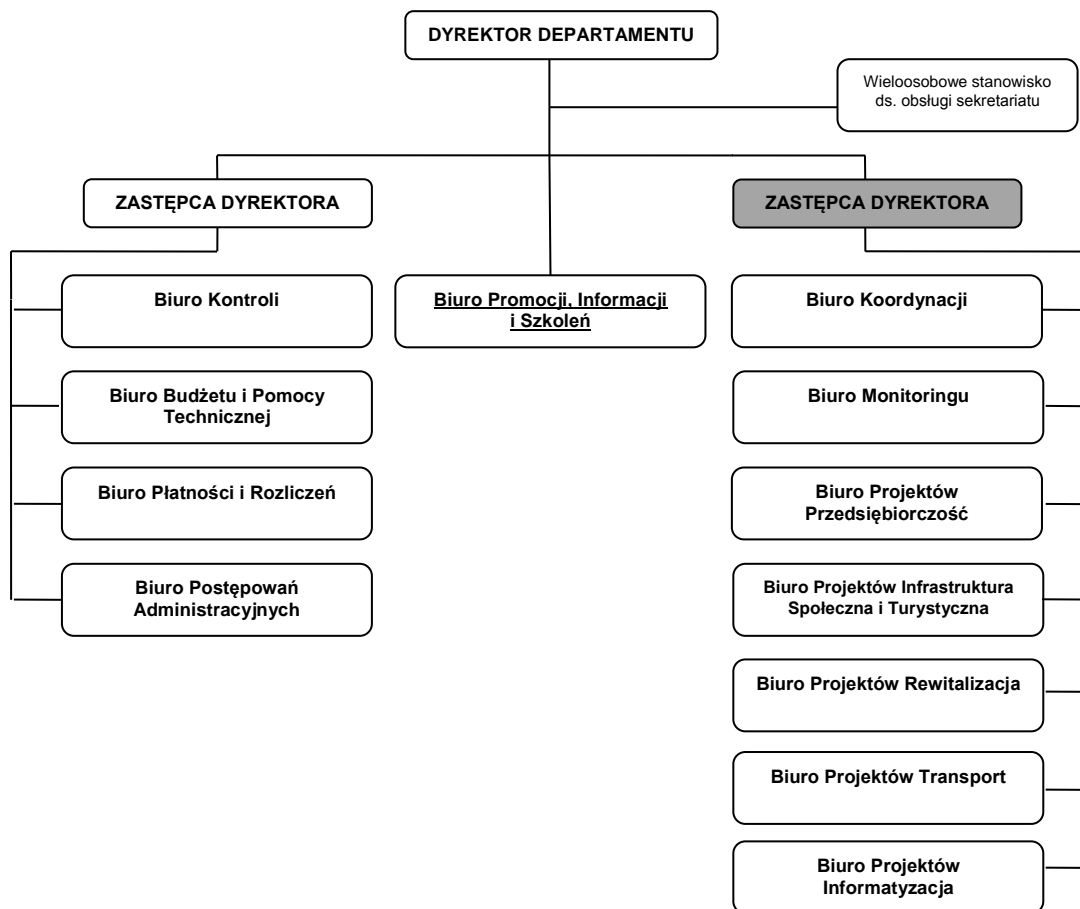 DYREKTOR DEPARTAMENTU
Wieloosobowe stanowisko
ds. obsługi sekretariatu
ZASTĘPCA DYREKTORA
ZASTĘPCA DYREKTORA
Biuro Kontroli
Biuro Budżetu i Pomocy
Technicznej
Biuro Płatności i Rozliczeń
Biuro Postępowań
Administracyjnych
Biuro Promocji, Informacji
i Szkoleń
Biuro Koordynacji
Biuro Monitoringu
Biuro Projektów
Przedsiębiorczość
Biuro Projektów Infrastruktura
Społeczna i Turystyczna
Biuro Projektów Rewitalizacja
Biuro Projektów Transport
Biuro Projektów
Informatyzacja